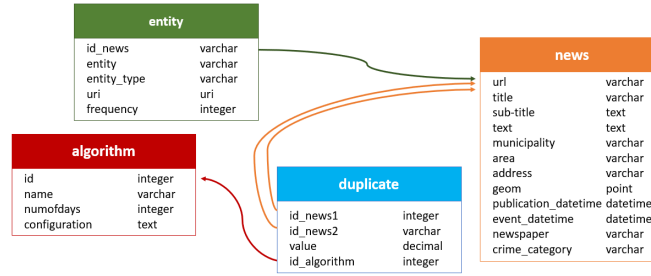 entity
id_news varchar
entity varchar
entity_type varchar
uri uri
frequency integer
news
url varchar
title varchar
sub-title text
text text
municipality varchar
area varchar
address varchar
geom point
publication_datetime datetime
event_datetime datetime
newspaper varchar
crime_category varchar
algorithm
id integer
name varchar
numofdays integer
configuration text
duplicate
id_news1 integer
id_news2 varchar
value decimal
id_algorithm integer